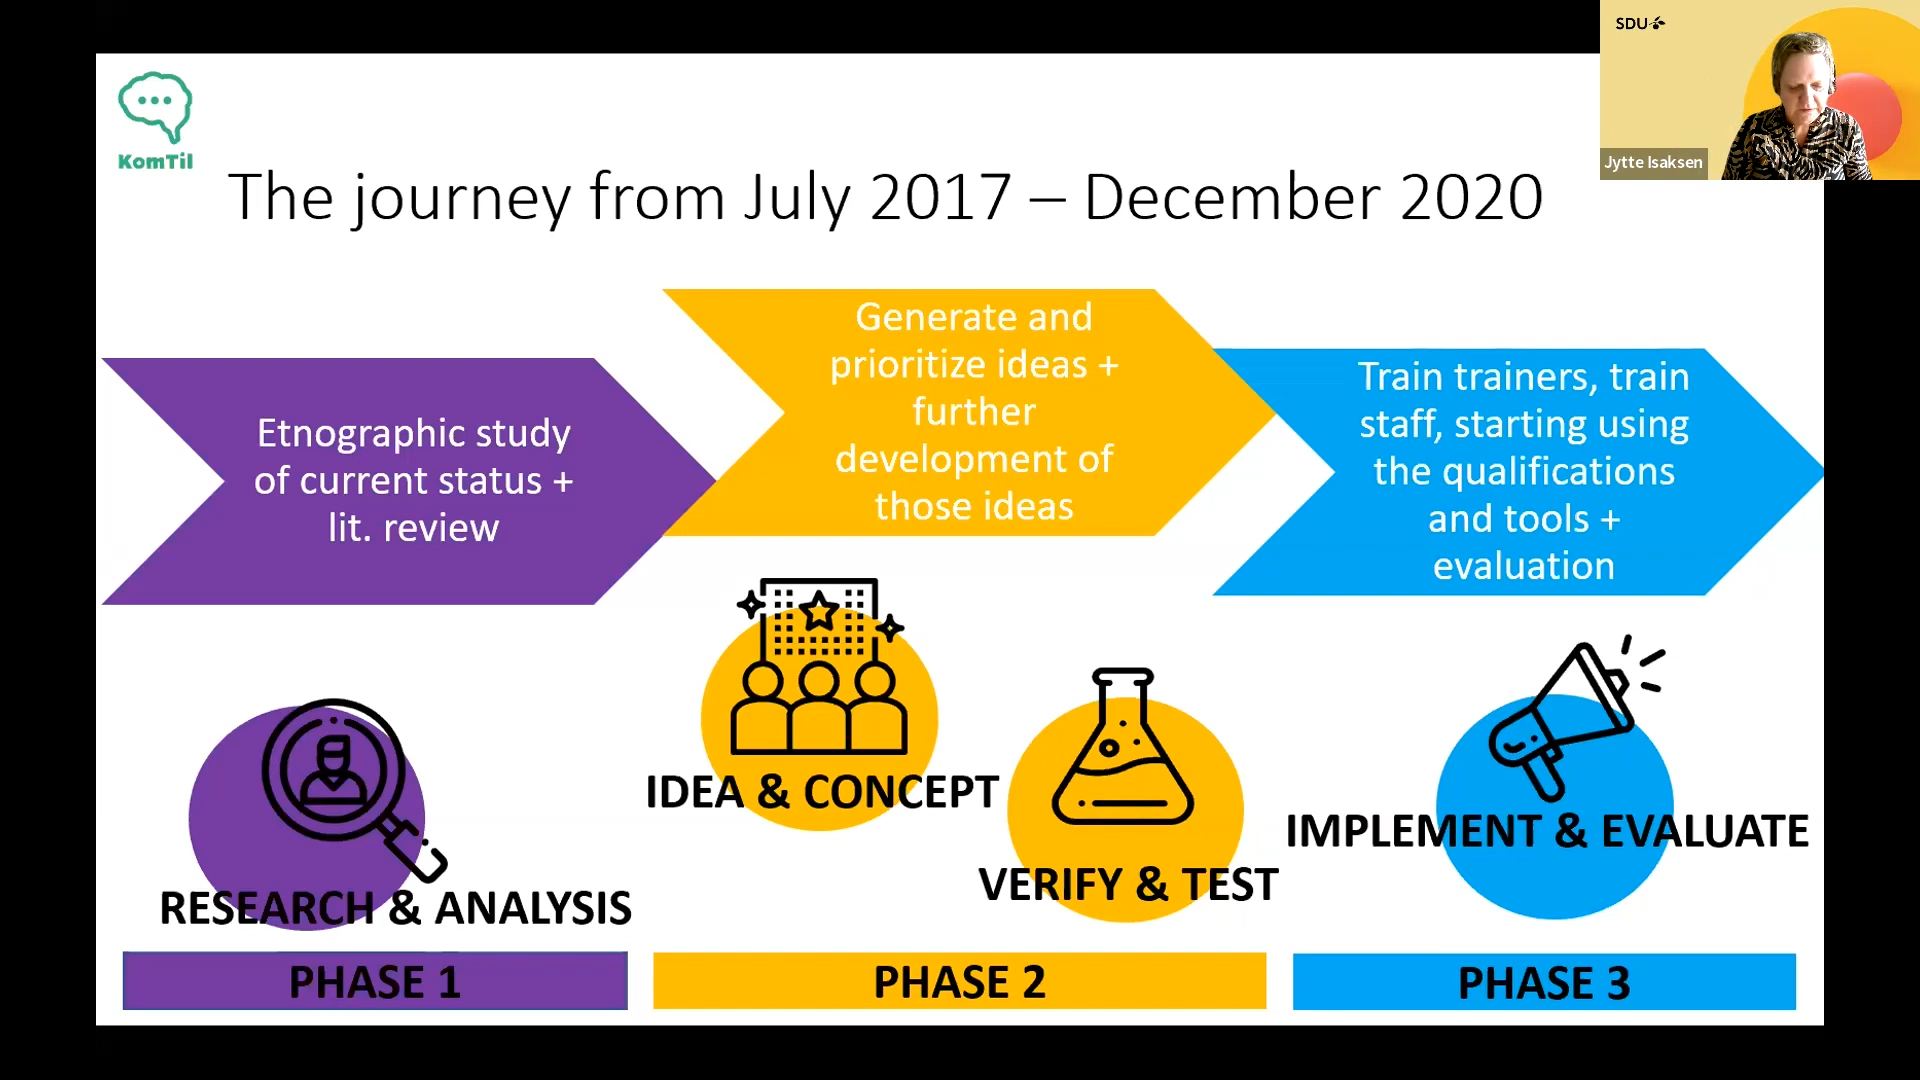 SDU
Jytte Isaksen
KomTil
The journey from July 2017 – December 2020
Etnographic study
of current status +
lit. review
Generate and
prioritize ideas +
further
development of
those ideas
Train trainers, train
staff, starting using
the qualifications
and tools +
evaluation
RESEARCH & ANALYSIS
IDEA & CONCEPT
VERIFY & TEST
IMPLEMENT & EVALUATE
PHASE 1
PHASE 2
PHASE 3